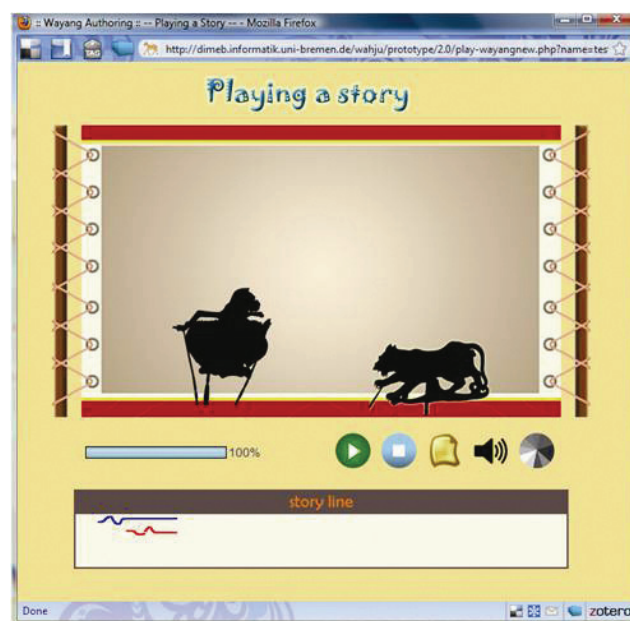 :: Wayang Authoring :: -- Playing a Story -- - Mozilla Firefox
TAG
http://dimeb.informatik.uni-bremen.de/wahju/prototype/2.0/play-wayangnew.php?name=tes
Playing a story
100%
story line
Done
zotero